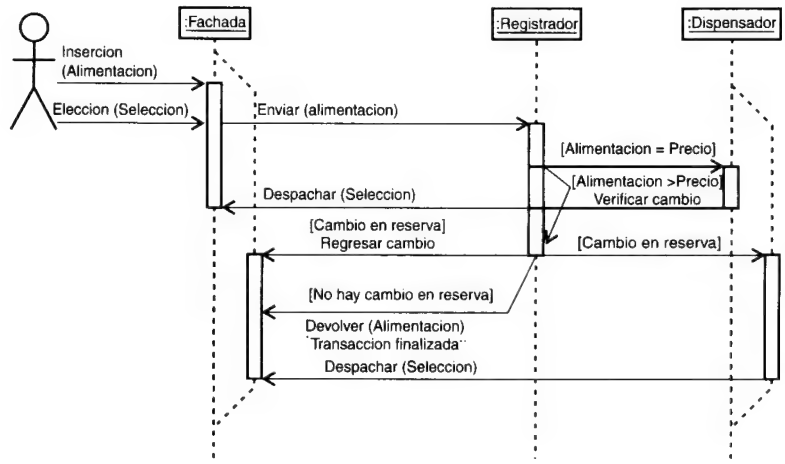 :Fachada
:Registrador
:Dispensador
Insercion
(Alimentacion)
Eleccion (Seleccion)
Enviar (alimentacion)
[Alimentacion = Precio]
[Alimentacion >Precio]
Verificar cambio
Despachar (Seleccion)
[Cambio en reserva]
Regresar cambio
[Cambio en reserva]
[No hay cambio en reserva]
Devolver (Alimentacion)
¨Transaccion finalizada¨
Despachar (Seleccion)